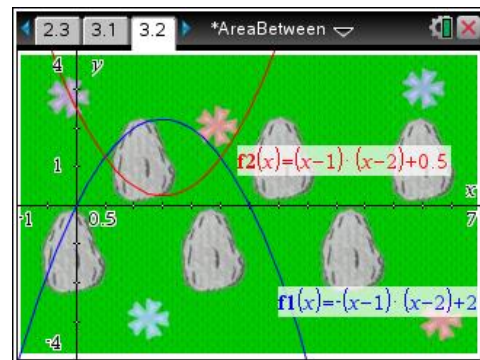 2.3 3.1 3.2 *AreaBetween
4 y
f2(x)=(x-1)·(x-2)+0.5
1
x
-1 0.5 7
f1(x)=-(x-1)·(x-2)+2
-4